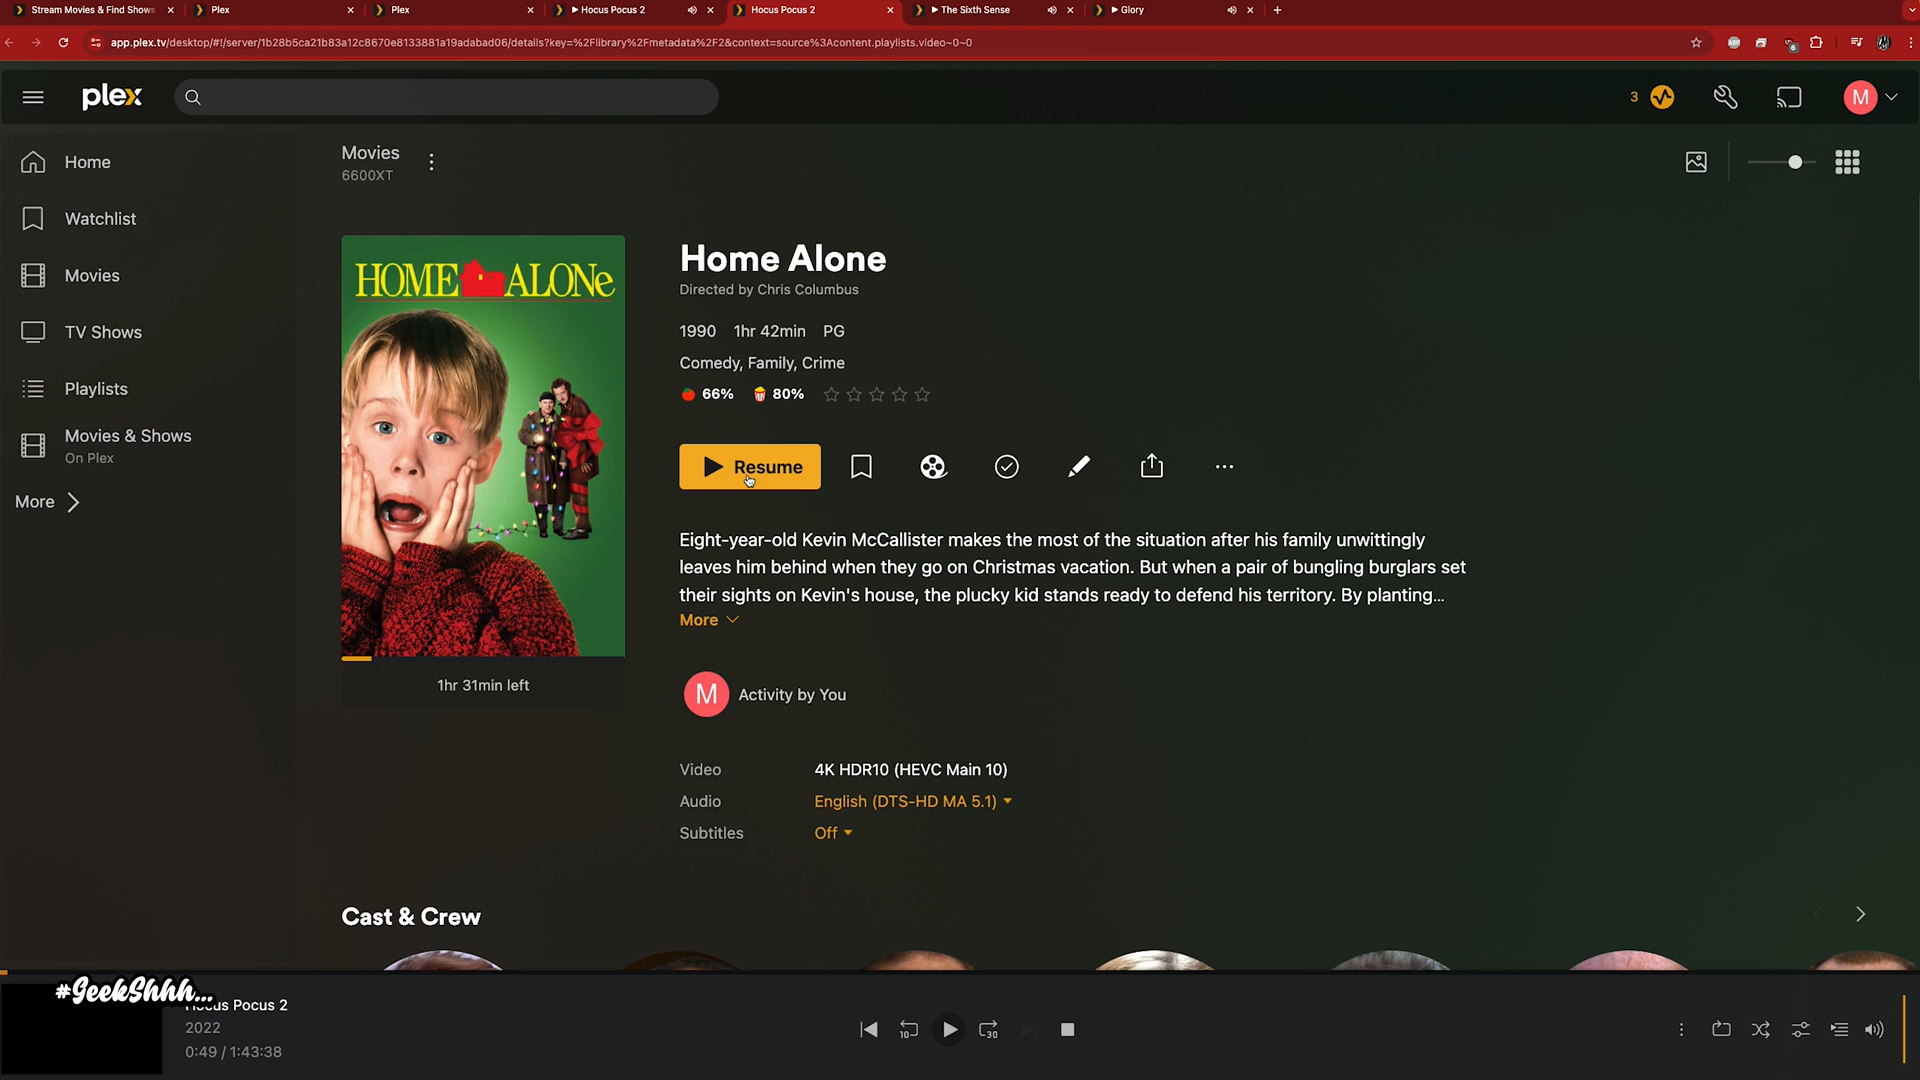 Stream Movies & Find Shows
Plex
Plex
Hocus Pocus 2
Hocus Pocus 2
The Sixth Sense
Glory
app.plex.tv/desktop/#!/server/1b28b5ca21b83a12c8670e8133881a19adabad06/details?key=%2Flibrary%2Fmetadata%2F2&context=source%3Acontent.playlists.video~0~0
6
plex
3
M
Home
Watchlist
Movies
TV Shows
Playlists
Movies & Shows
On Plex
More
Movies
6600XT
HOME ALONe
1hr 31min left
Home Alone
Directed by Chris Columbus
1990 1hr 42min PG
Comedy, Family, Crime
66% 80%
Resume
Eight-year-old Kevin McCallister makes the most of the situation after his family unwittingly
leaves him behind when they go on Christmas vacation. But when a pair of bungling burglars set
their sights on Kevin's house, the plucky kid stands ready to defend his territory. By planting...
More
M Activity by You
Video 4K HDR10 (HEVC Main 10)
Audio English (DTS-HD MA 5.1)
Subtitles Off
Cast & Crew
#GeekShhh...
Hocus Pocus 2
2022
0:49 / 1:43:38
10
30